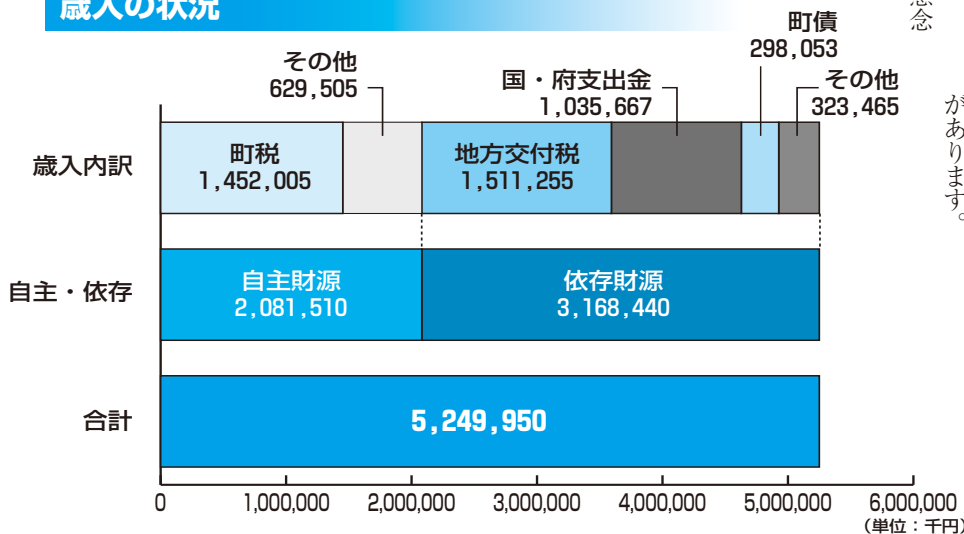 歳入の状況
念
があります。
その他
629,505
国・府支出金
1,035,667
町債
298,053
その他
323,465
歳入内訳
町税
1,452,005
地方交付税
1,511,255
自主・依存
自主財源
2,081,510
依存財源
3,168,440
合計
5,249,950
0 1,000,000 2,000,000 3,000,000 4,000,000 5,000,000 6,000,000
(単位:千円)